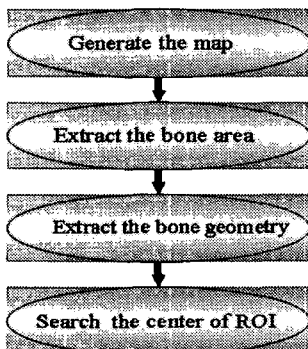 Generate the map
Extract the bone area
Extract the bone geometry
Search the center of ROI